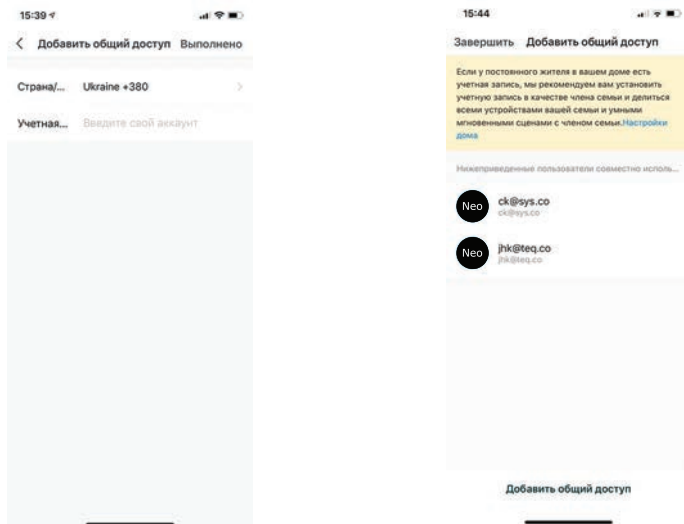 15:39
Добавить общий доступ Выполнено
Страна/... Ukraine +380
Учетная... Введите свой аккаунт
15:44
Завершить Добавить общий доступ
Если у постоянного жителя в вашем доме есть
учетная запись, мы рекомендуем вам установить
учетную запись в качестве члена семьи и делиться
всеми устройствами вашей семьи и умными
мгновенными сценами с членом семьи.Настройки
дома
Нижеприведенные пользователи совместно исполь...
Neo ck@sys.co
ck@sys.co
Neo jhk@teq.co
jhk@teq.co
Добавить общий доступ